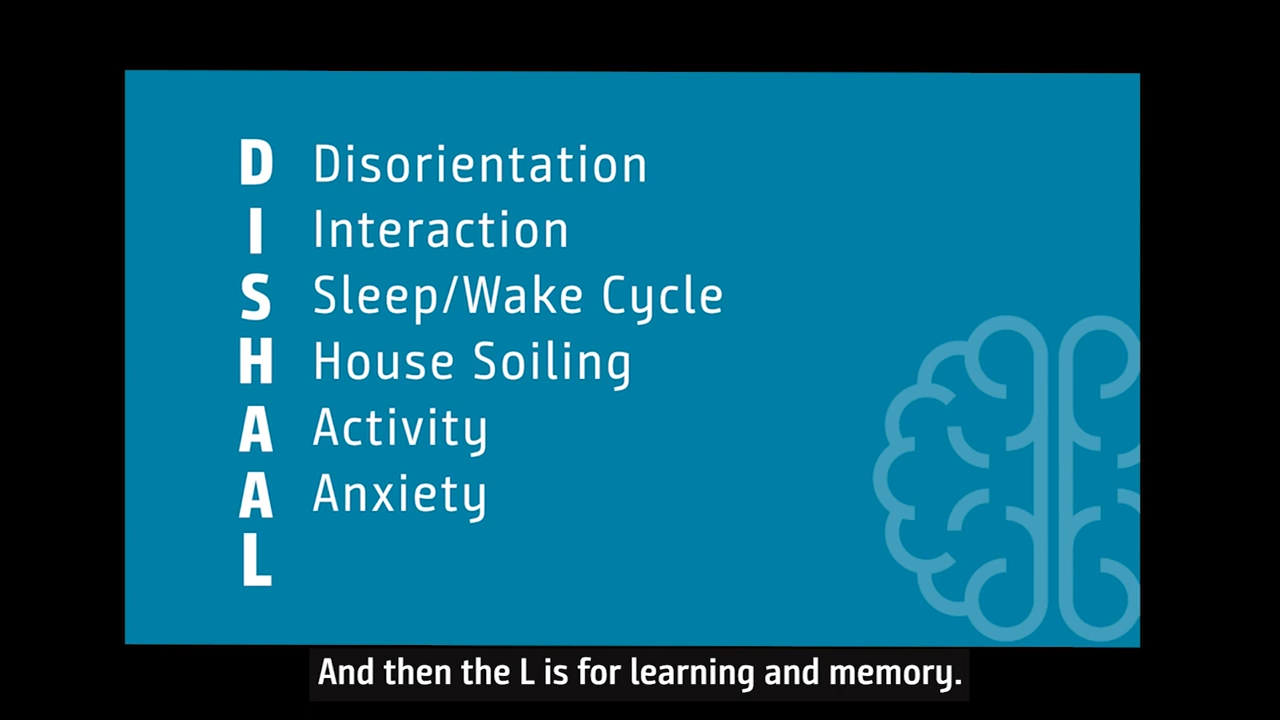 D Disorientation
I Interaction
S Sleep/Wake Cycle
H House Soiling
A Activity
A Anxiety
L
And then the L is for learning and memory.